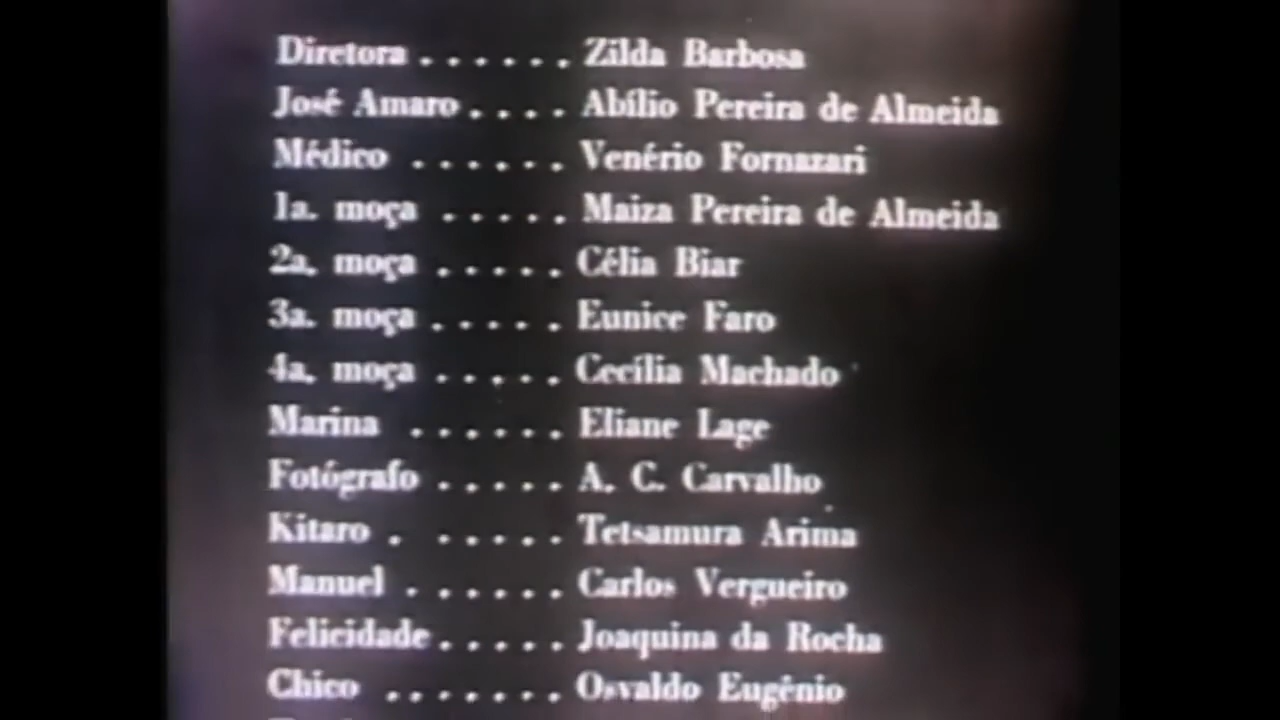 Diretora . . . . . . Zilda Barbosa
José Amaro . . . . Abílio Pereira de Almeida
Médico . . . . . . Venério Fornazari
1a. moça . . . . . Maiza Pereira de Almeida
2a. moça . . . . . Célia Biar
3a. moça . . . . . Eunice Faro
4a. moça . . . . . Cecília Machado
Marina . . . . . . Eliane Lage
Fotógrafo . . . . . A. C. Carvalho
Kitaro . . . . . . Tetsamura Arima
Manuel . . . . . . Carlos Vergueiro
Felicidade . . . . . Joaquina da Rocha
Chico . . . . . . . Osvaldo Eugênio